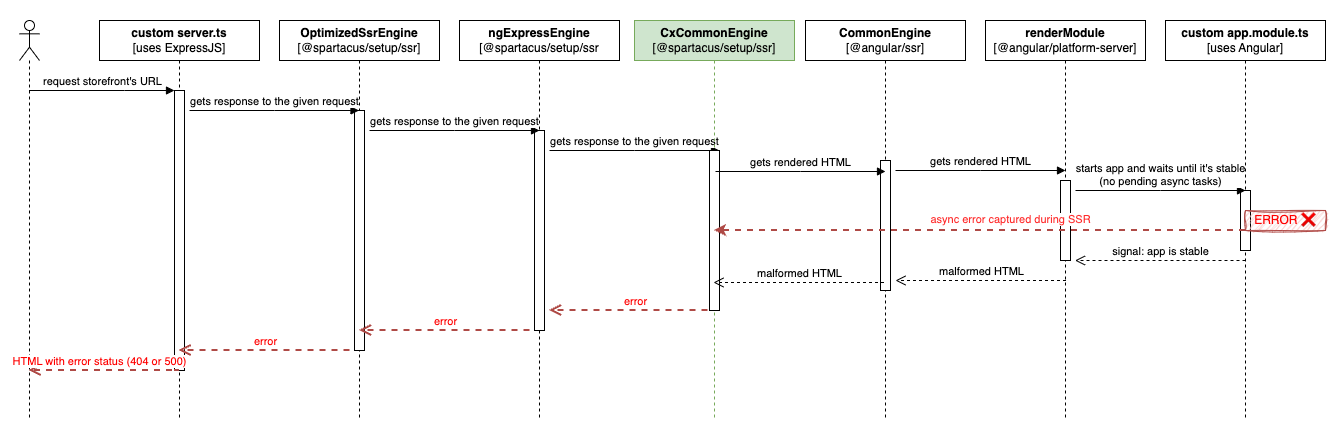 custom server.ts
[uses ExpressJS]
OptimizedSsrEngine
[@spartacus/setup/ssr]
ngExpressEngine
[@spartacus/setup/ssr
CxCommonEngine
[@spartacus/setup/ssr]
CommonEngine
[@angular/ssr]
renderModule
[@angular/platform-server]
custom app.module.ts
[uses Angular]
request storefront's URL
gets response to the given request
gets response to the given request
gets response to the given request
gets rendered HTML
gets rendered HTML
starts app and waits until it's stable
(no pending async tasks)
ERROR ❌
async error captured during SSR
signal: app is stable
malformed HTML
malformed HTML
error
error
error
HTML with error status (404 or 500)